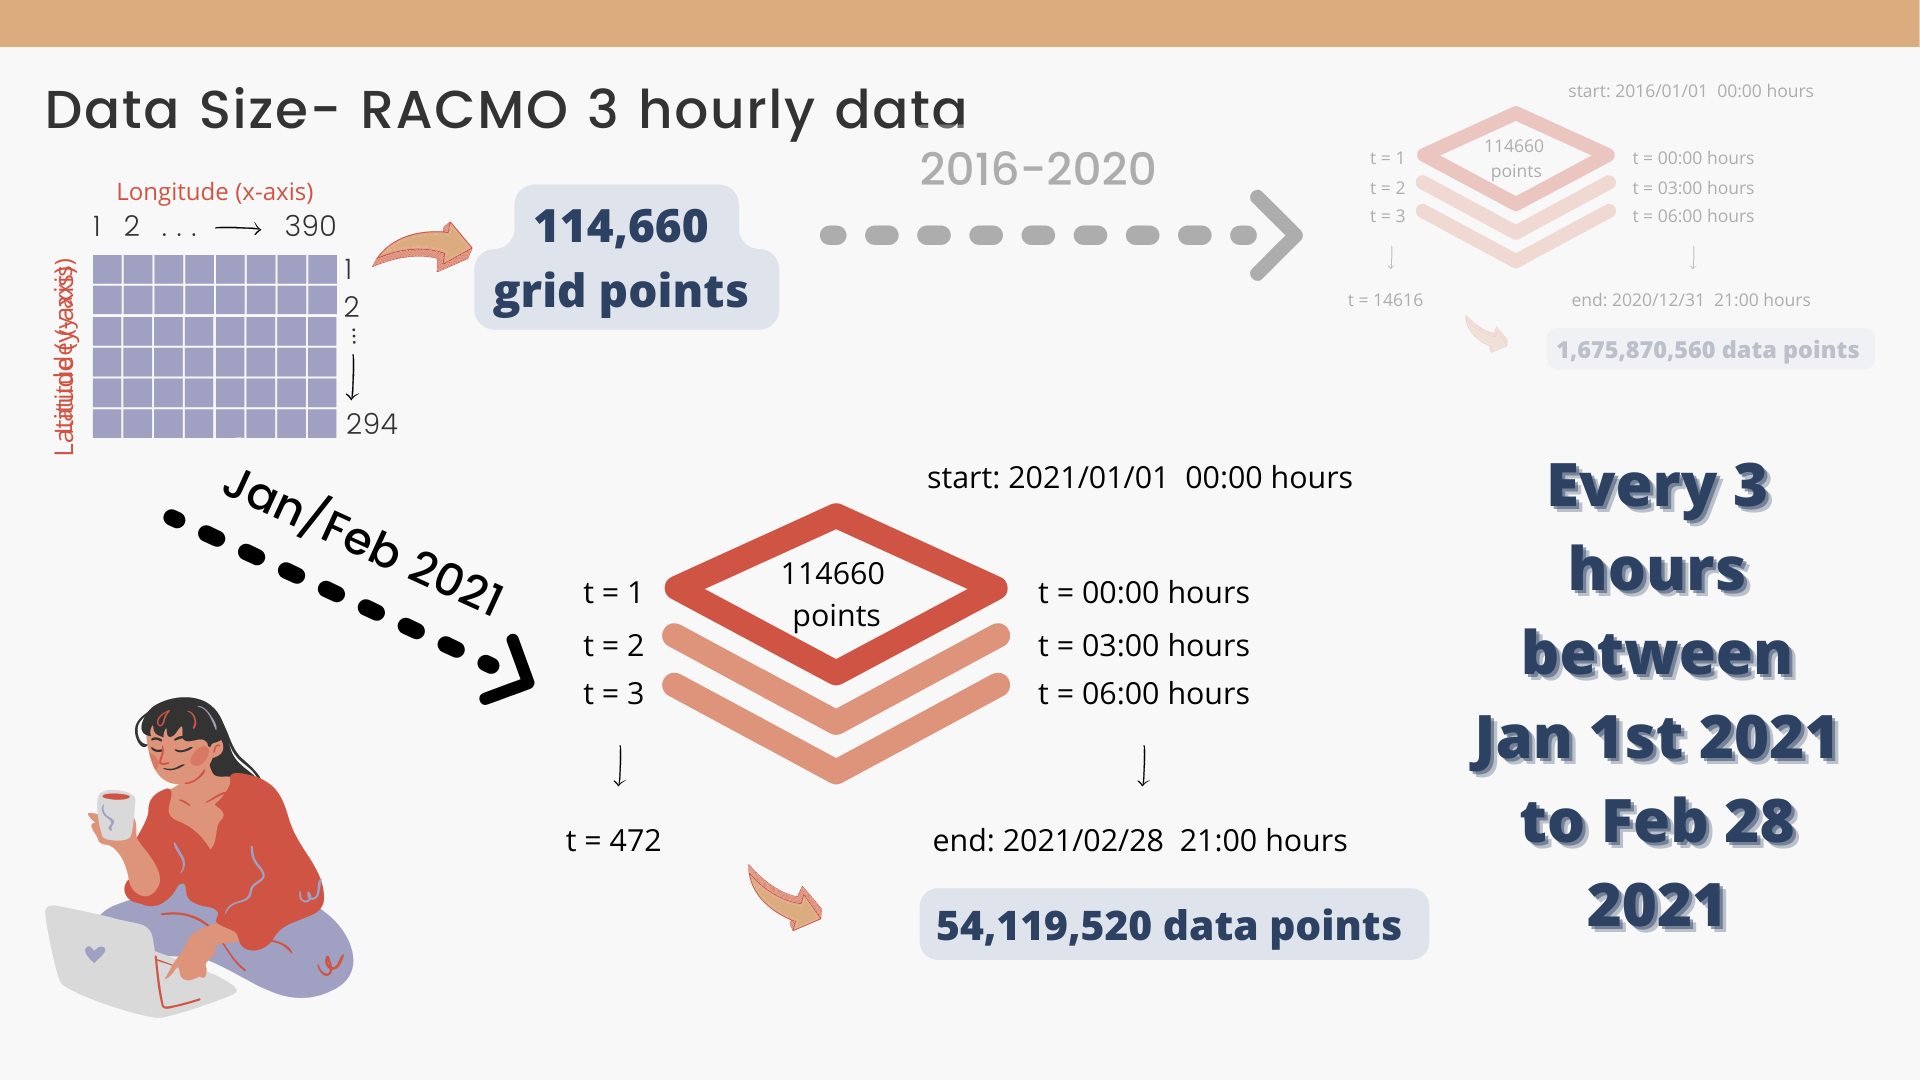 Data Size- RACMO 3 hourly data
Longitude (x-axis)
1 2 ... 390
Latitude (y-axis)
1
2
...
294
114,660
grid points
2016-2020
start: 2016/01/01 00:00 hours
114660
points
t = 1
t = 2
t = 3
t = 00:00 hours
t = 03:00 hours
t = 06:00 hours
t = 14616
end: 2020/12/31 21:00 hours
1,675,870,560 data points
Jan/Feb 2021
start: 2021/01/01 00:00 hours
114660
points
t = 1
t = 2
t = 3
t = 00:00 hours
t = 03:00 hours
t = 06:00 hours
t = 472
end: 2021/02/28 21:00 hours
54,119,520 data points
Every 3
hours
between
Jan 1st 2021
to Feb 28
2021